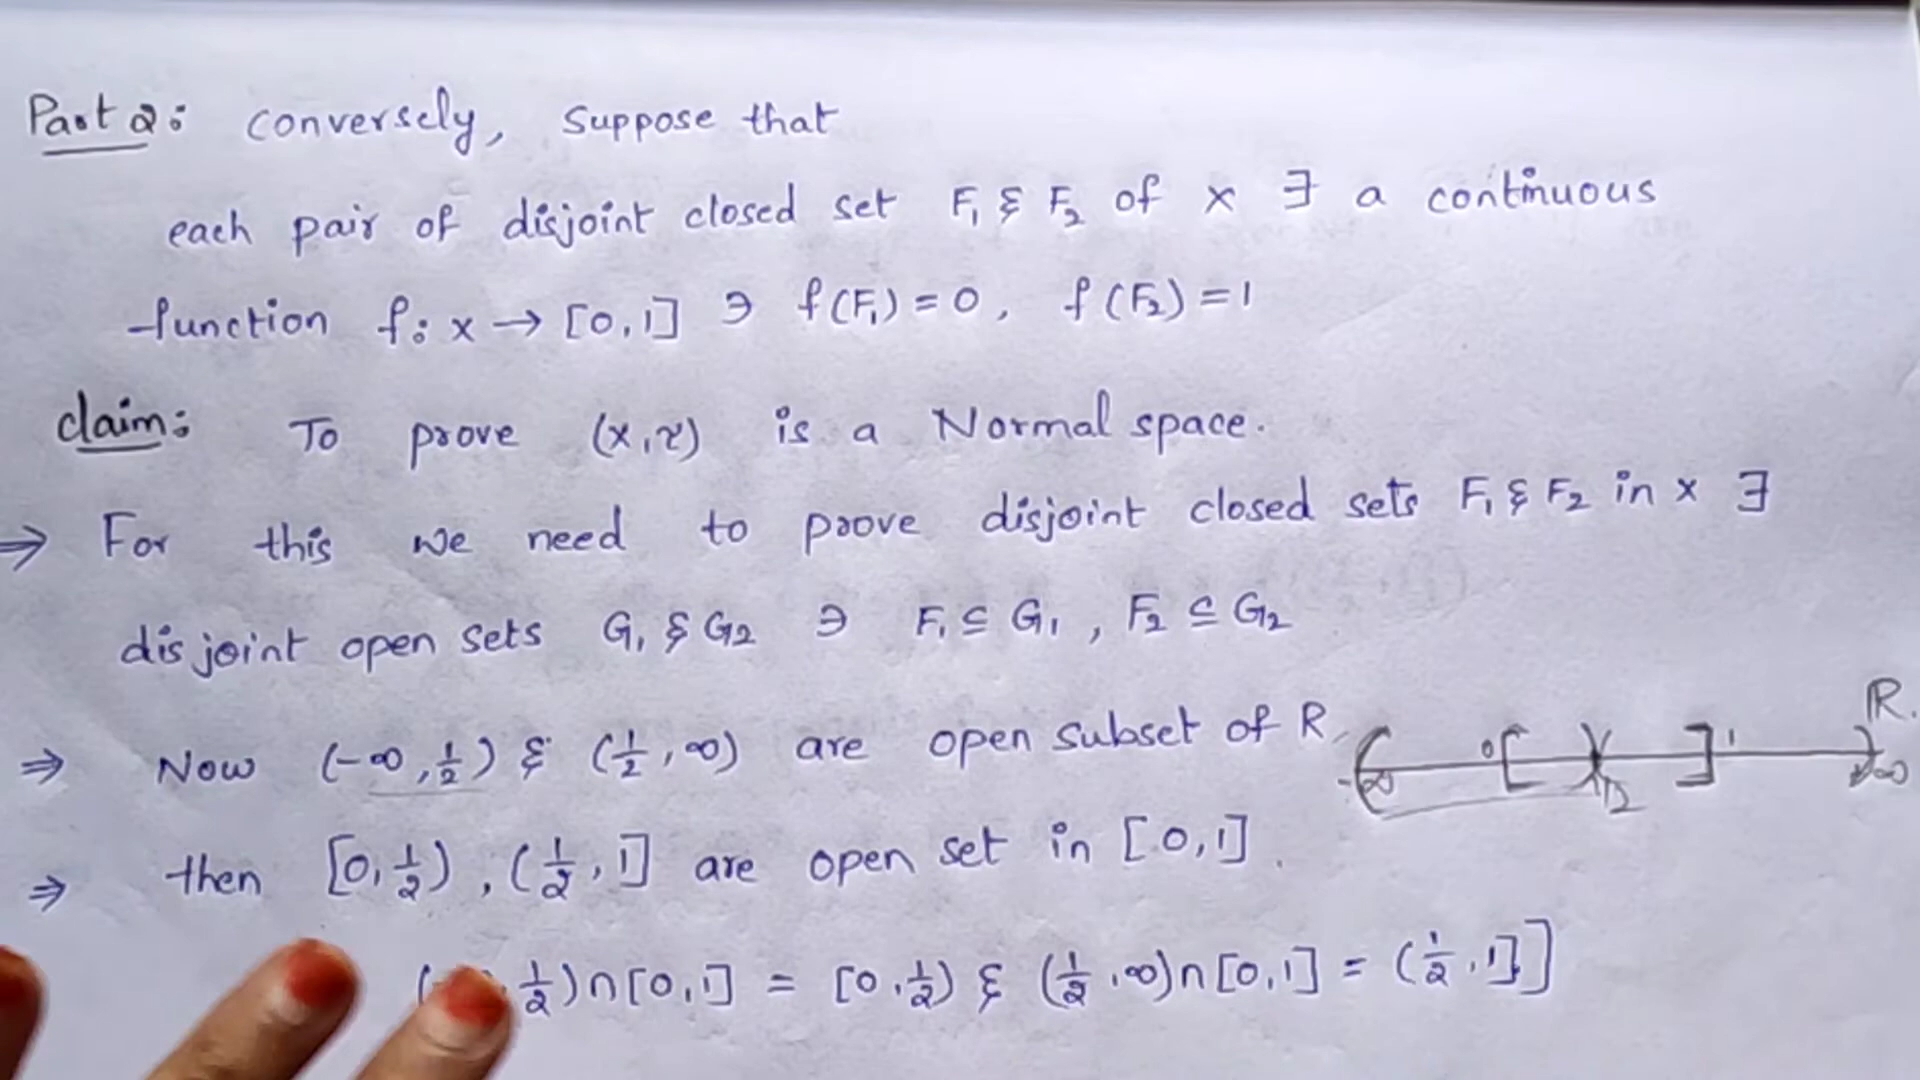 Part 2: conversely, suppose that
each pair of disjoint closed set F₁ & F₂ of x ∃ a continuous
function f: x → [0,1] ∋ f(F₁) = 0, f(F₂) = 1
claim: To prove (x,τ) is a Normal space.
⇒ For this we need to prove disjoint closed sets F₁ & F₂ in x ∃
disjoint open sets G₁ & G₂ ∋ F₁ ⊆ G₁, F₂ ⊆ G₂
⇒ Now (-∞, 1/2) & (1/2, ∞) are open subset of R.
R.
-∞ 0 [ 1/2 ] 1 ∞
⇒ then [0, 1/2), (1/2, 1] are open set in [0,1].
1/2) ∩ [0,1] = [0, 1/2) & (1/2, ∞) ∩ [0,1] = (1/2, 1]]